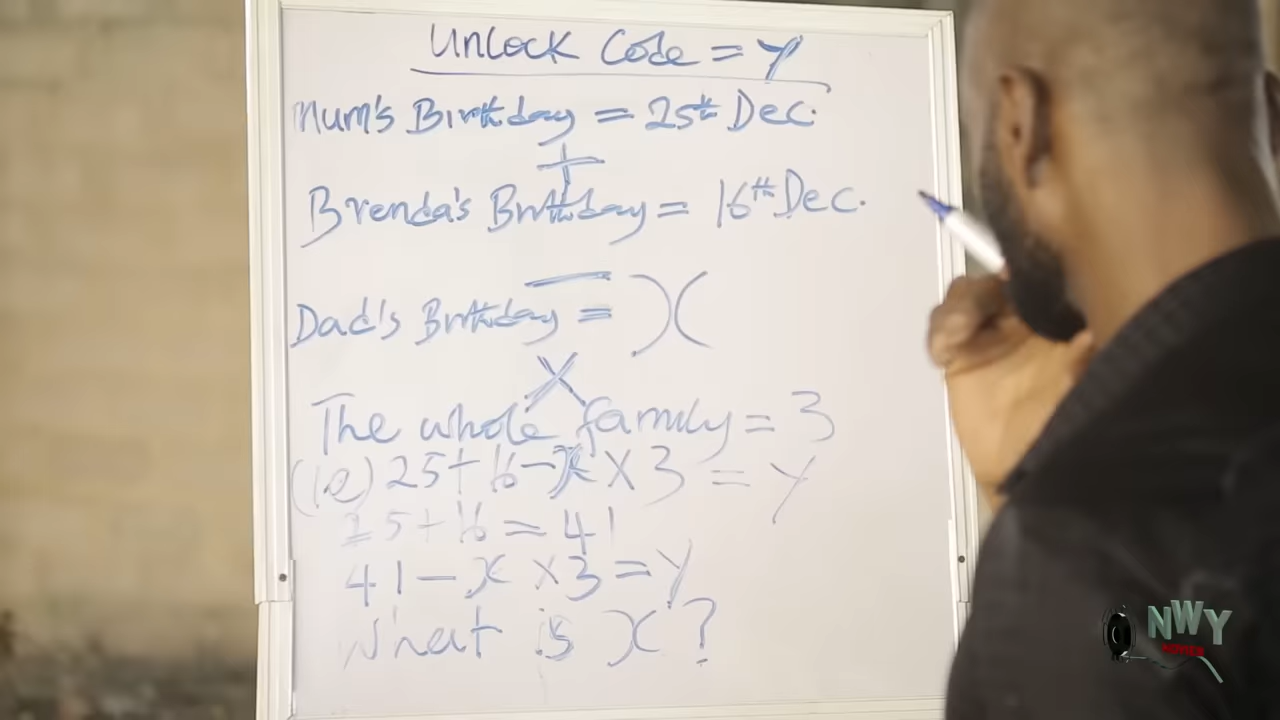 Unlock Code = y
Mum's Birthday = 25th Dec.
+
Brenda's Birthday = 16th Dec.
-
Dad's Birthday = x
X
The whole family = 3
(ie) 25 + 16 - x X 3 = y
25 + 16 = 41
41 - x X 3 = y
What is x ?
NWY
MOVIES